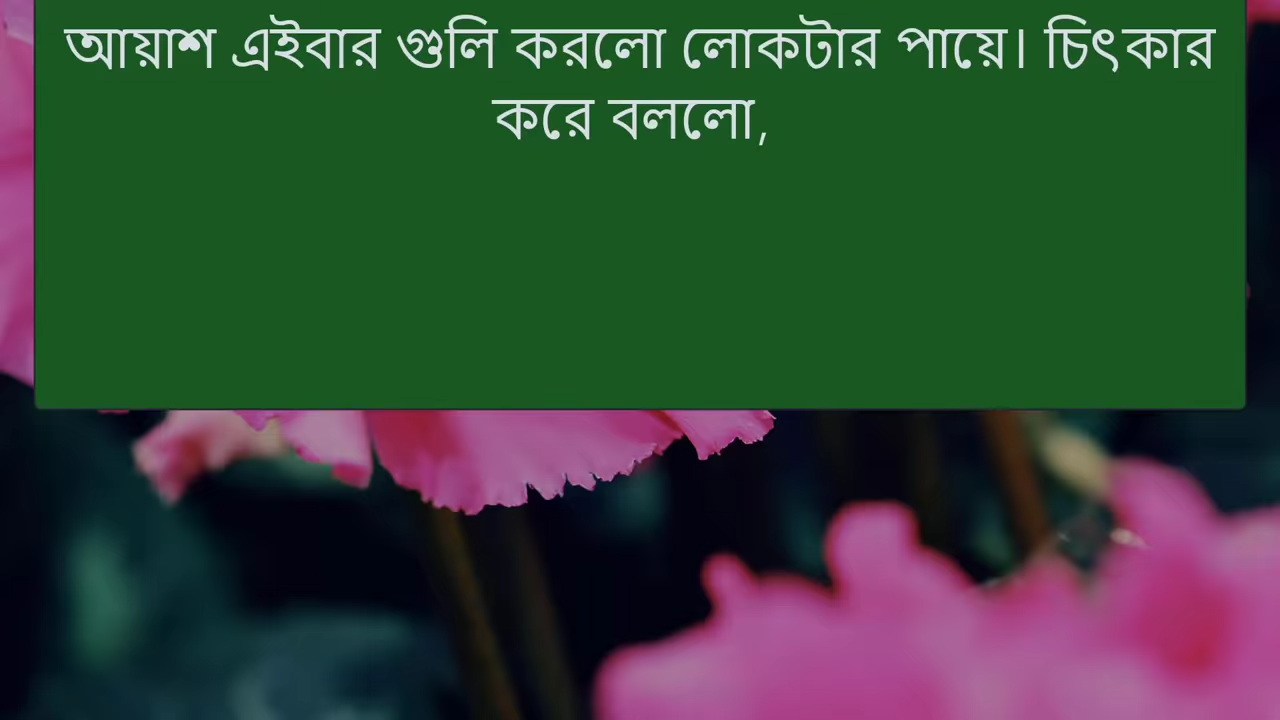 আয়াশ এইবার গুলি করলো লোকটার পায়ে। চিৎকার
করে বললো,